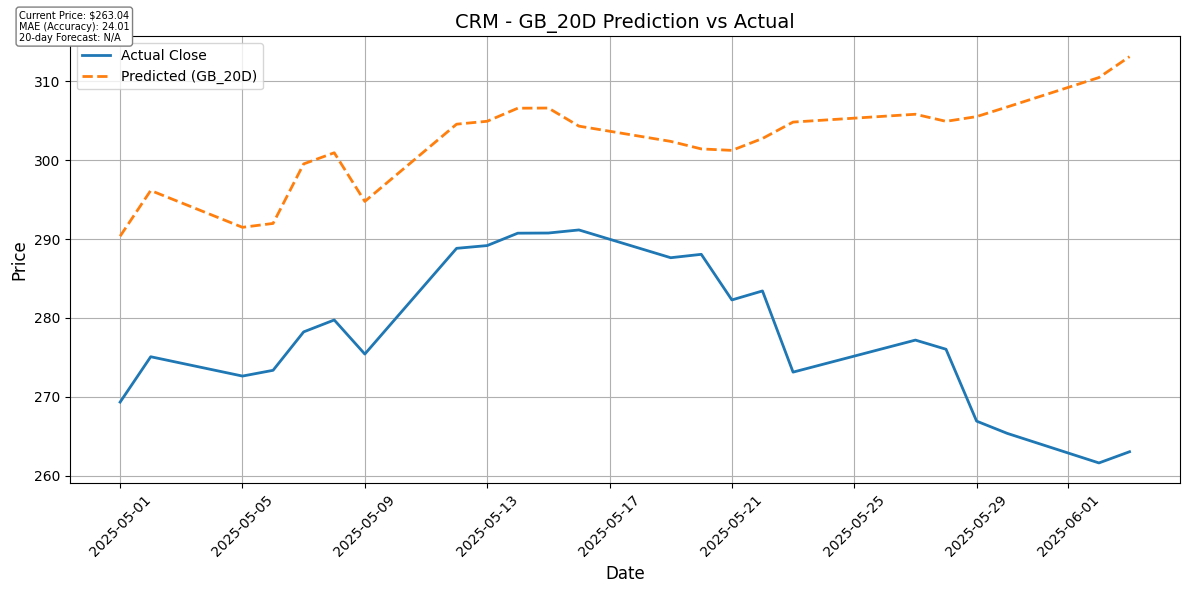 Current Price: $263.04
MAE (Accuracy): 24.01
20-day Forecast: N/A
CRM - GB_20D Prediction vs Actual
Actual Close
Predicted (GB_20D)
Price
310
300
290
280
270
260
2025-05-01
2025-05-05
2025-05-09
2025-05-13
2025-05-17
2025-05-21
2025-05-25
2025-05-29
2025-06-01
Date